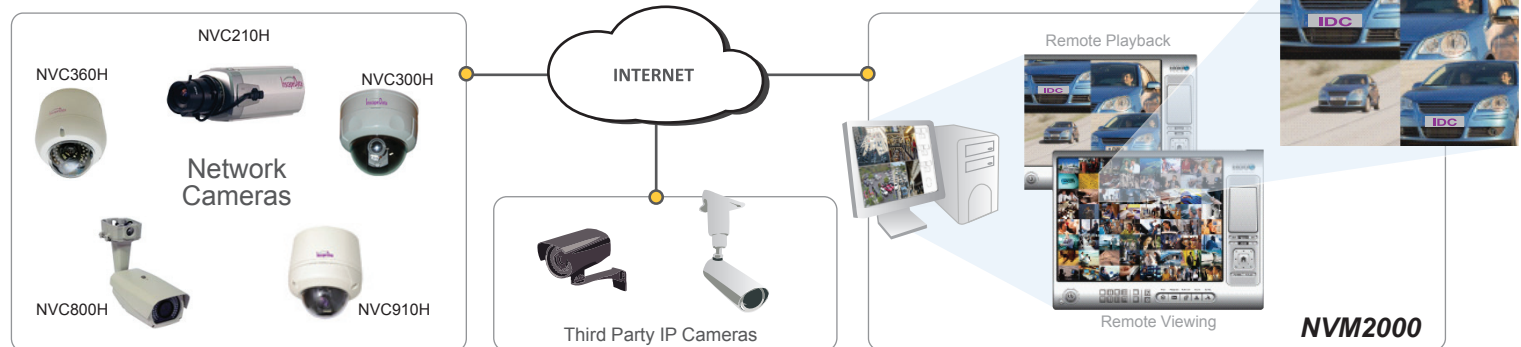 NVC210H
NVC360H
NVC300H
Network
Cameras
NVC800H
NVC910H
INTERNET
Third Party IP Cameras
Remote Playback
IDC
IDC
IDC
IDC
Remote Viewing
NVM2000